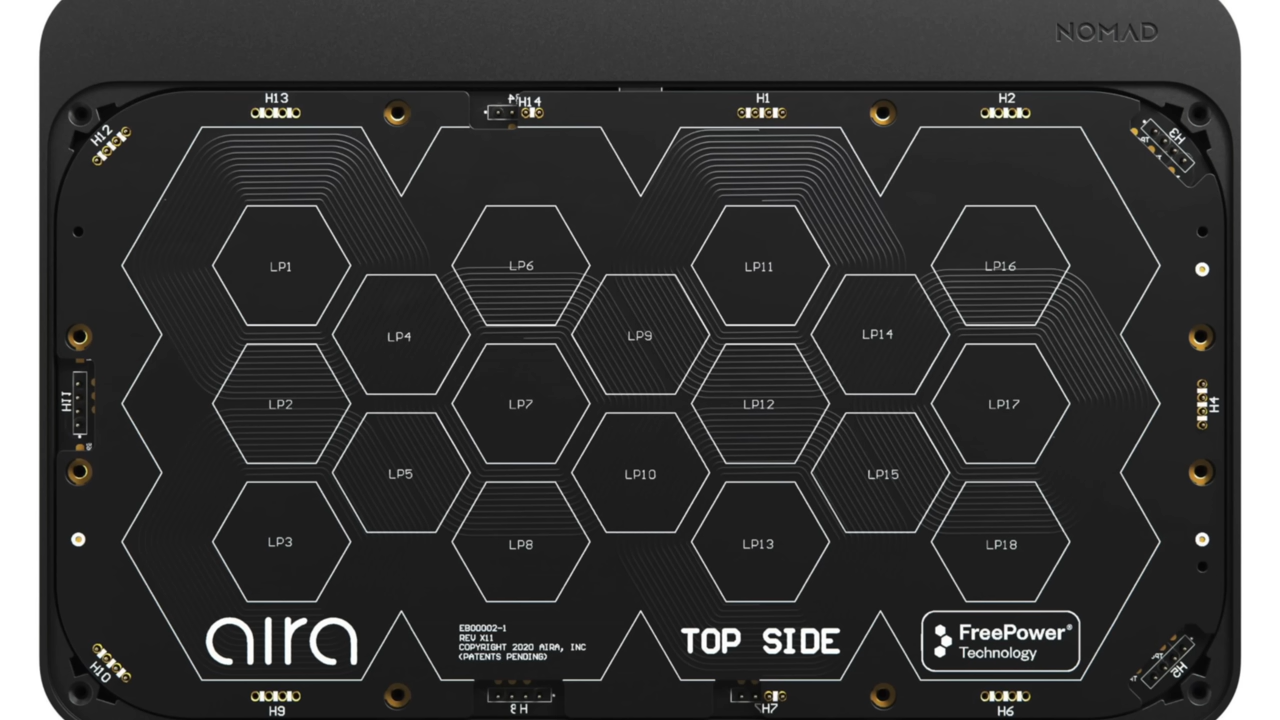 NOMAD
H13
H14
H1
H2
H12
H3
LP1
LP6
LP11
LP16
LP4
LP9
LP14
LP2
LP7
LP12
LP17
H11
H4
LP5
LP10
LP15
LP3
LP8
LP13
LP18
aira
EB00002-1
REV X11
COPYRIGHT 2020 AIRA, INC
(PATENTS PENDING)
TOP SIDE
FreePower®
Technology
H10
H5
H9
H8
H7
H6